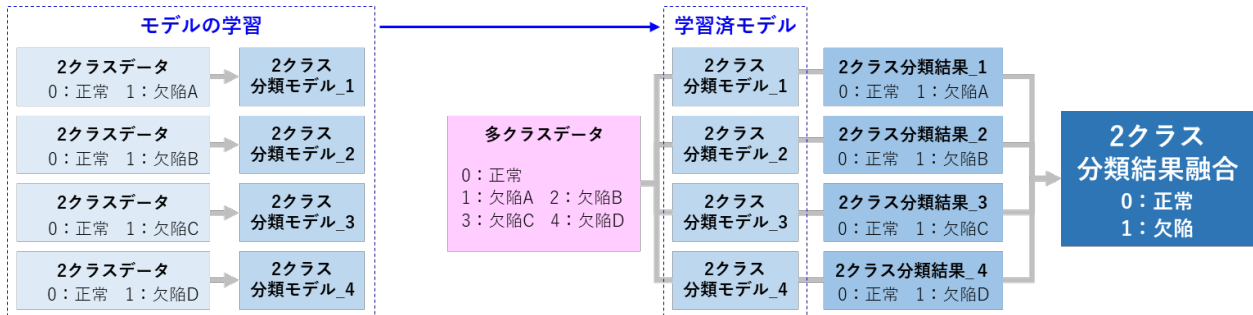 モデルの学習
2クラスデータ
0：正常 1：欠陥A
2クラス
分類モデル_1
2クラスデータ
0：正常 1：欠陥B
2クラス
分類モデル_2
2クラスデータ
0：正常 1：欠陥C
2クラス
分類モデル_3
2クラスデータ
0：正常 1：欠陥D
2クラス
分類モデル_4
多クラスデータ
0：正常
1：欠陥A 2：欠陥B
3：欠陥C 4：欠陥D
学習済モデル
2クラス
分類モデル_1
2クラス
分類モデル_2
2クラス
分類モデル_3
2クラス
分類モデル_4
2クラス分類結果_1
0：正常 1：欠陥A
2クラス分類結果_2
0：正常 1：欠陥B
2クラス分類結果_3
0：正常 1：欠陥C
2クラス分類結果_4
0：正常 1：欠陥D
2クラス
分類結果融合
0：正常
1：欠陥